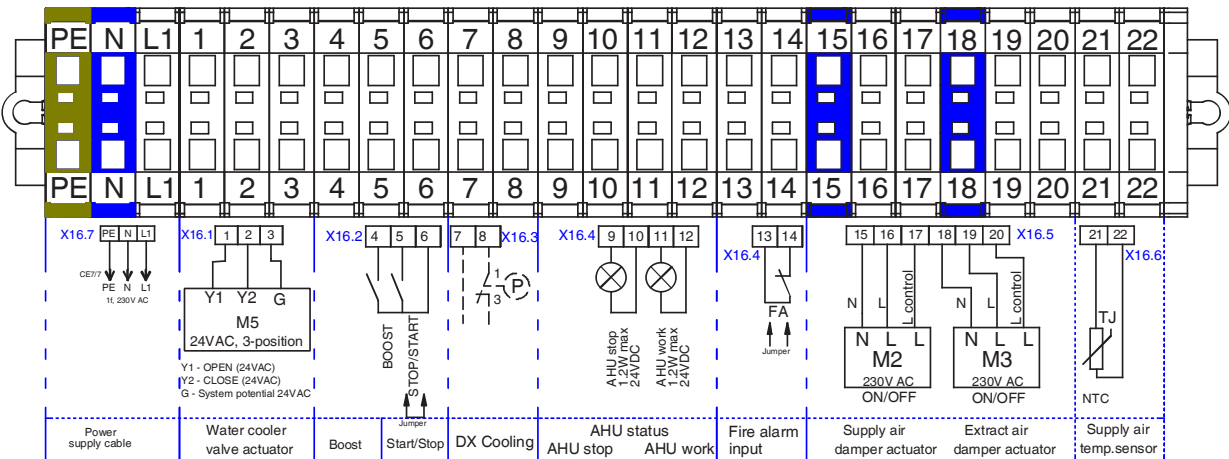 PE N L1 1 2 3 4 5 6 7 8 9 10 11 12 13 14 15 16 17 18 19 20 21 22
PE N L1 1 2 3 4 5 6 7 8 9 10 11 12 13 14 15 16 17 18 19 20 21 22
X16.7 PE N L1
CE7/7
PE N L1
1f, 230V AC
X16.1 1 2 3
Y1 Y2 G
M5
24VAC, 3-position
Y1 - OPEN (24VAC)
Y2 - CLOSE (24VAC)
G - System potential 24VAC
X16.2 4 5 6
BOOST
STOP/START
Jumper
7 8 X16.3
1
3
P
X16.4 9 10 11 12
AHU stop
1.2W max
24VDC
AHU work
1.2W max
24VDC
13 14
X16.4
FA
Jumper
15 16 17 18 19 20 X16.5
N L L control
N L L
M2
230V AC
ON/OFF
N L L control
N L L
M3
230V AC
ON/OFF
21 22
X16.6
TJ
NTC
Power
supply cable
Water cooler
valve actuator
Boost
Start/Stop
DX Cooling
AHU status
AHU stop AHU work
Fire alarm
input
Supply air
damper actuator
Extract air
damper actuator
Supply air
temp.sensor